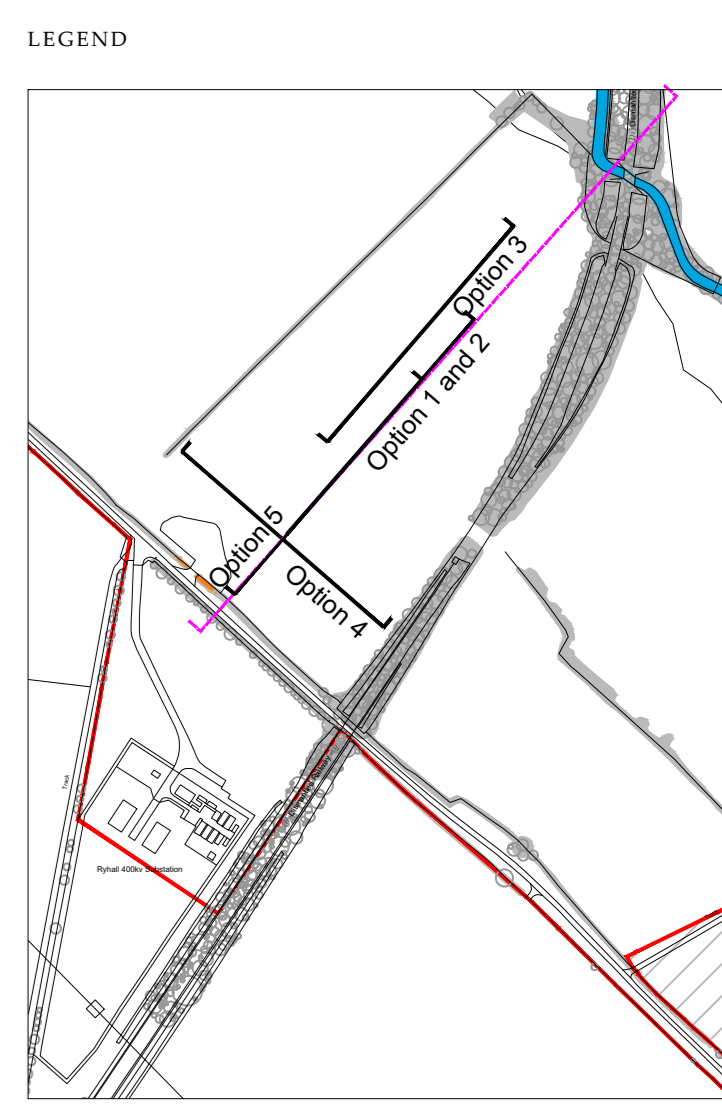 LEGEND
Option 3
Option 1 and 2
Option 5
Option 4
Track
Ryhall 400kv Substation